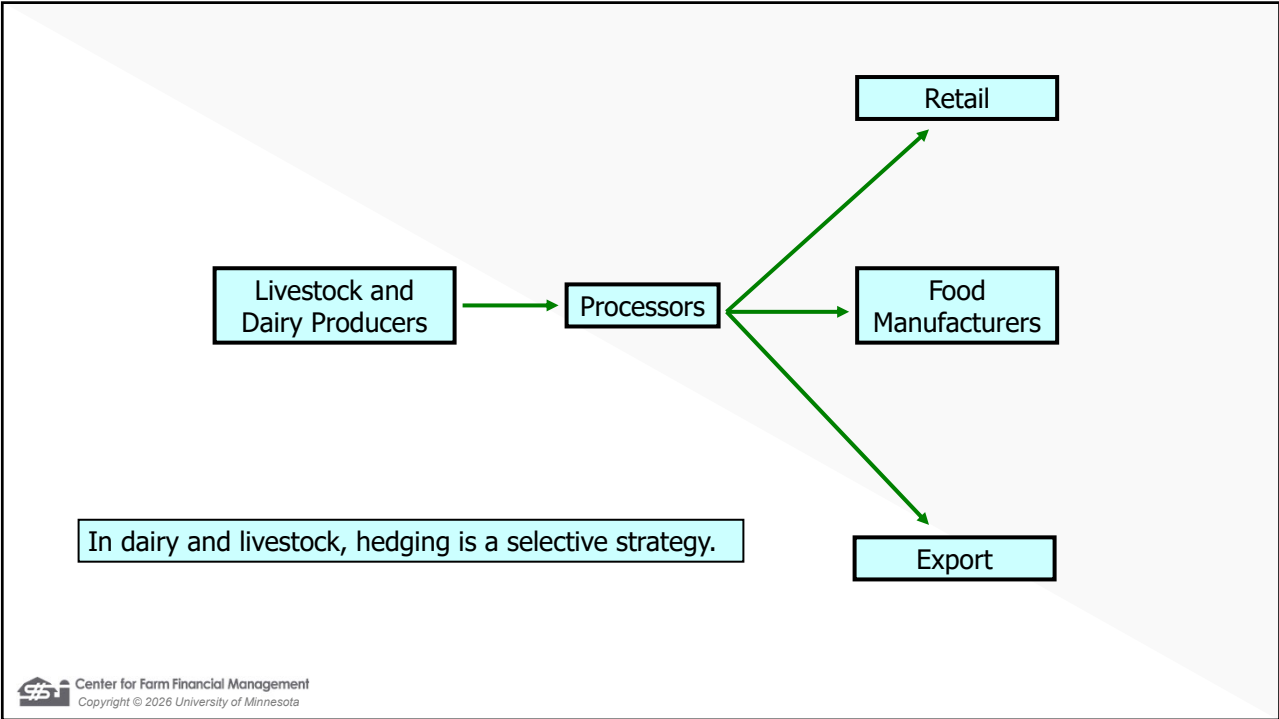 Retail
Livestock and
Dairy Producers
Processors
Food
Manufacturers
In dairy and livestock, hedging is a selective strategy.
Export
Center for Farm Financial Management
Copyright © 2026 University of Minnesota